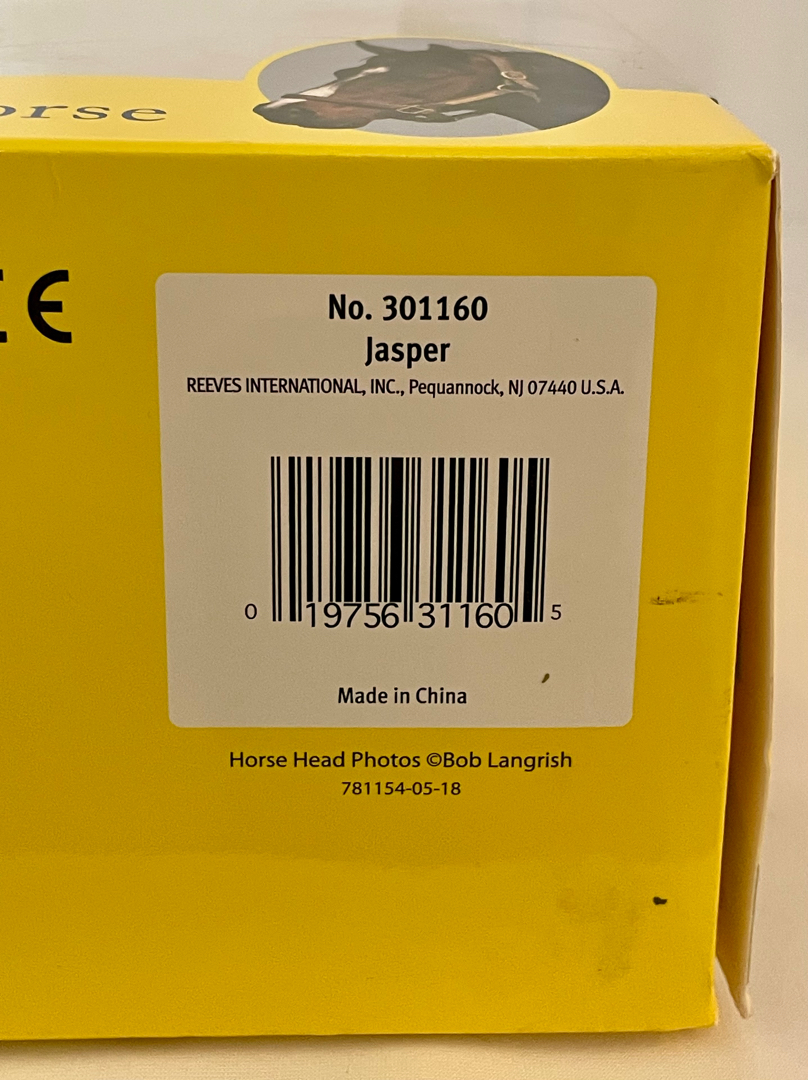 orse
CE
No. 301160
Jasper
REEVES INTERNATIONAL, INC., Pequannock, NJ 07440 U.S.A.
0 19756 31160 5
Made in China
Horse Head Photos ©Bob Langrish
781154-05-18